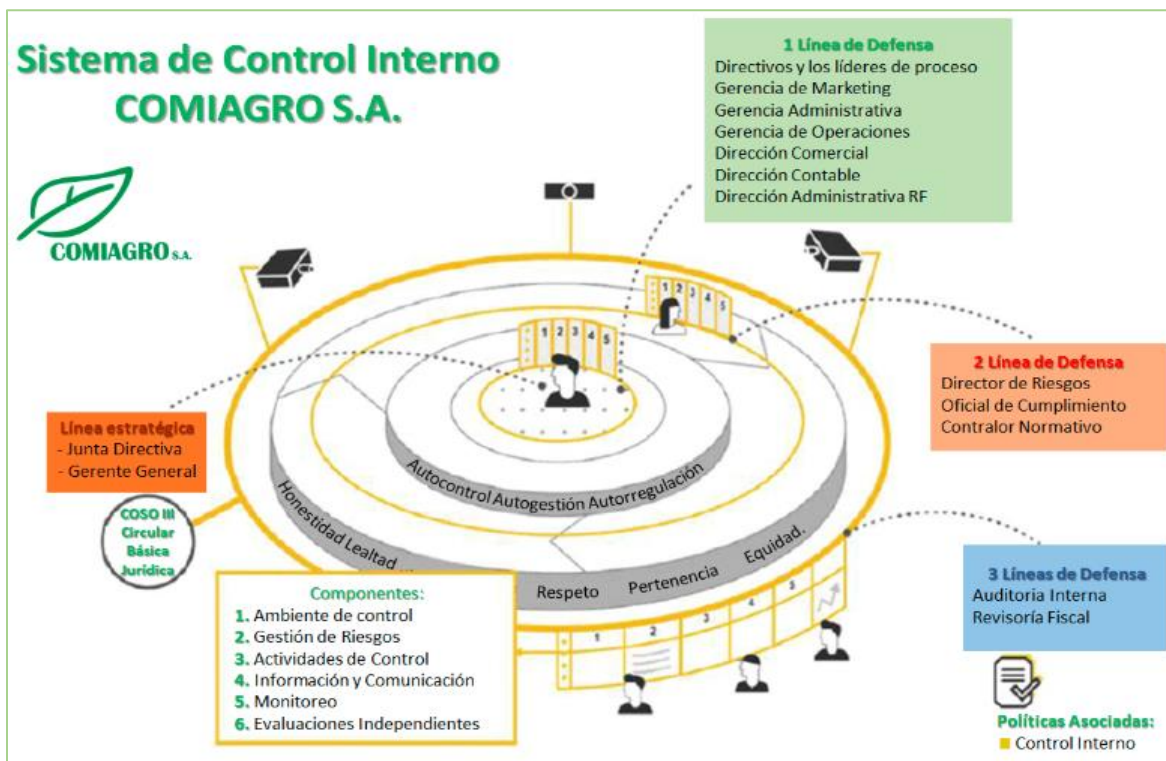 Sistema de Control Interno
COMIAGRO S.A.
COMIAGRO S.A.
1 Línea de Defensa
Directivos y los líderes de proceso
Gerencia de Marketing
Gerencia Administrativa
Gerencia de Operaciones
Dirección Comercial
Dirección Contable
Dirección Administrativa RF
1 2 3 4 5
1 2 3 4 5
2 Línea de Defensa
Director de Riesgos
Oficial de Cumplimiento
Contralor Normativo
Línea estratégica
- Junta Directiva
- Gerente General
Autocontrol Autogestión Autorregulación
COSO III
Circular
Básica
Jurídica
Honestidad Lealtad
Respeto Pertenencia Equidad.
3 Líneas de Defensa
Auditoria Interna
Revisoría Fiscal
Componentes:
1. Ambiente de control
2. Gestión de Riesgos
3. Actividades de Control
4. Información y Comunicación
5. Monitoreo
6. Evaluaciones Independientes
1 2 3 4 5
Políticas Asociadas:
Control Interno